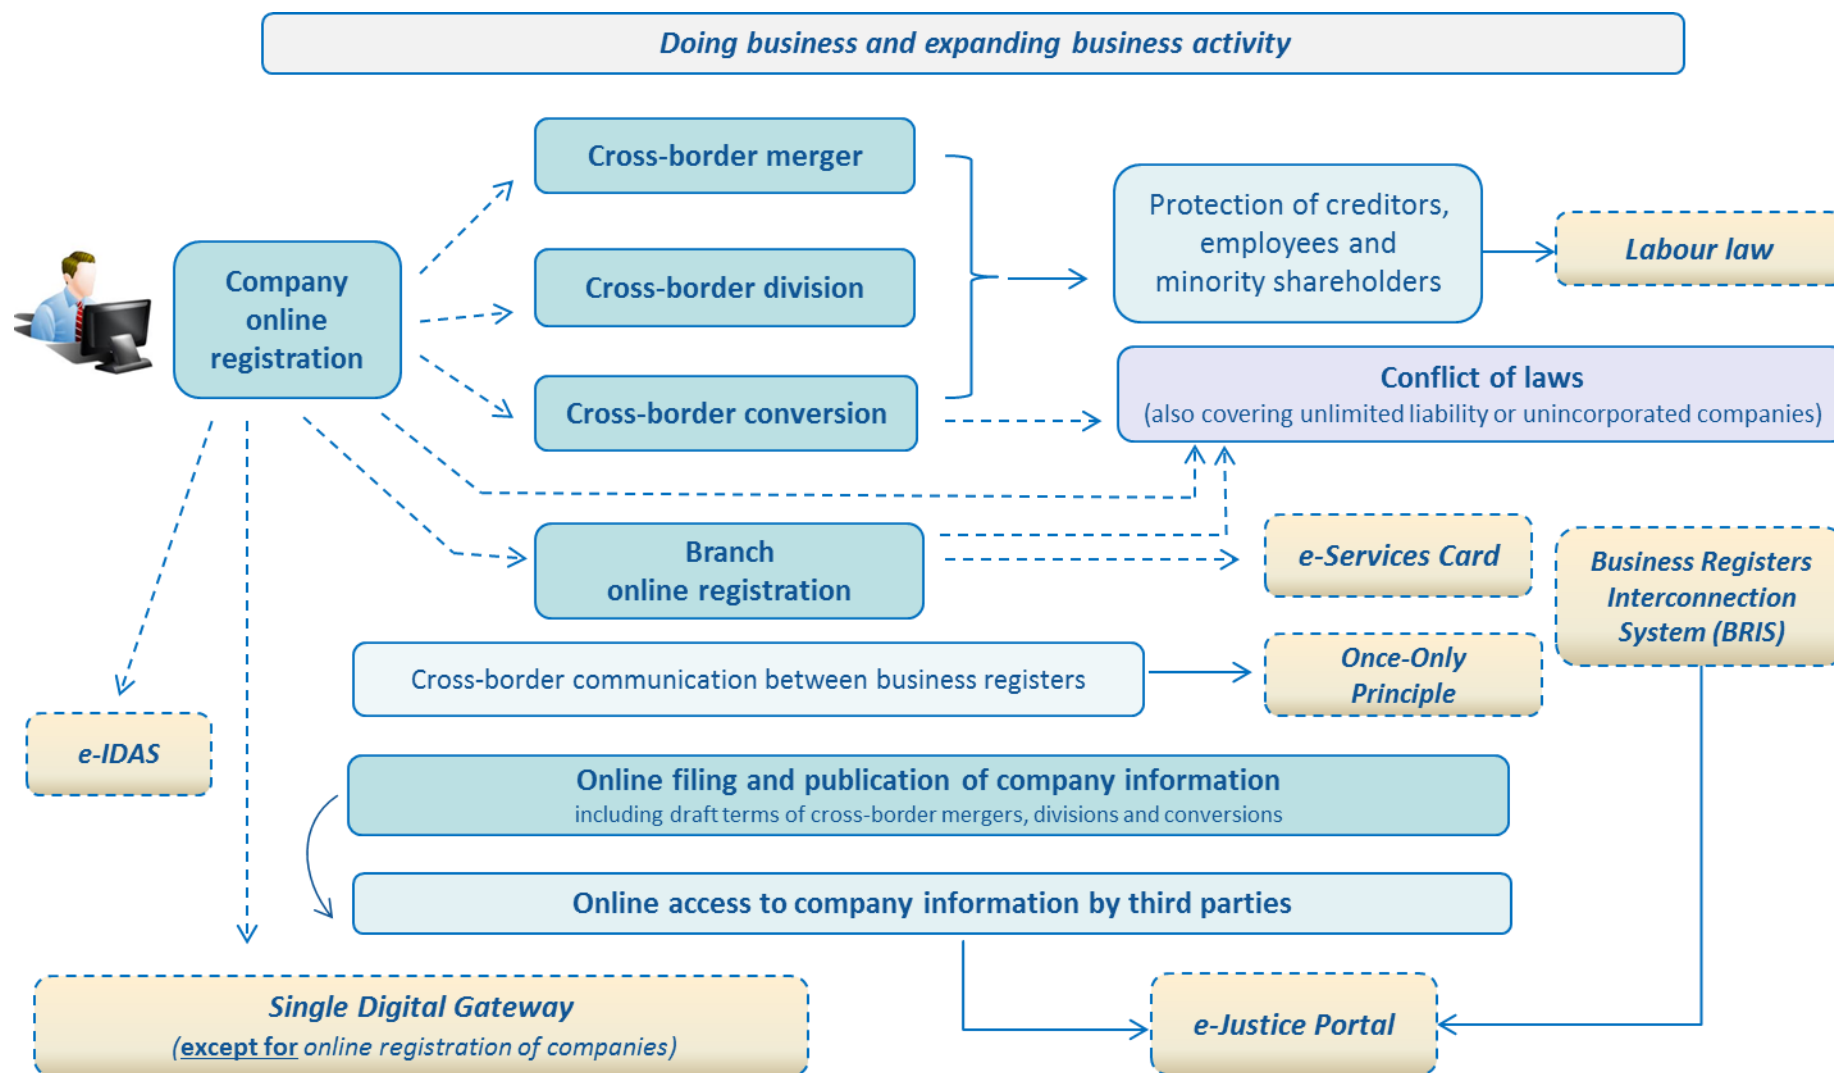 Doing business and expanding business activity
Cross-border merger
Protection of creditors,
employees and
minority shareholders
Labour law
Company
online
registration
Cross-border division
Cross-border conversion
Conflict of laws
(also covering unlimited liability or unincorporated companies)
Branch
online registration
e-Services Card
Business Registers
Interconnection
System (BRIS)
Cross-border communication between business registers
Once-Only
Principle
e-IDAS
Online filing and publication of company information
including draft terms of cross-border mergers, divisions and conversions
Online access to company information by third parties
Single Digital Gateway
(except for online registration of companies)
e-Justice Portal